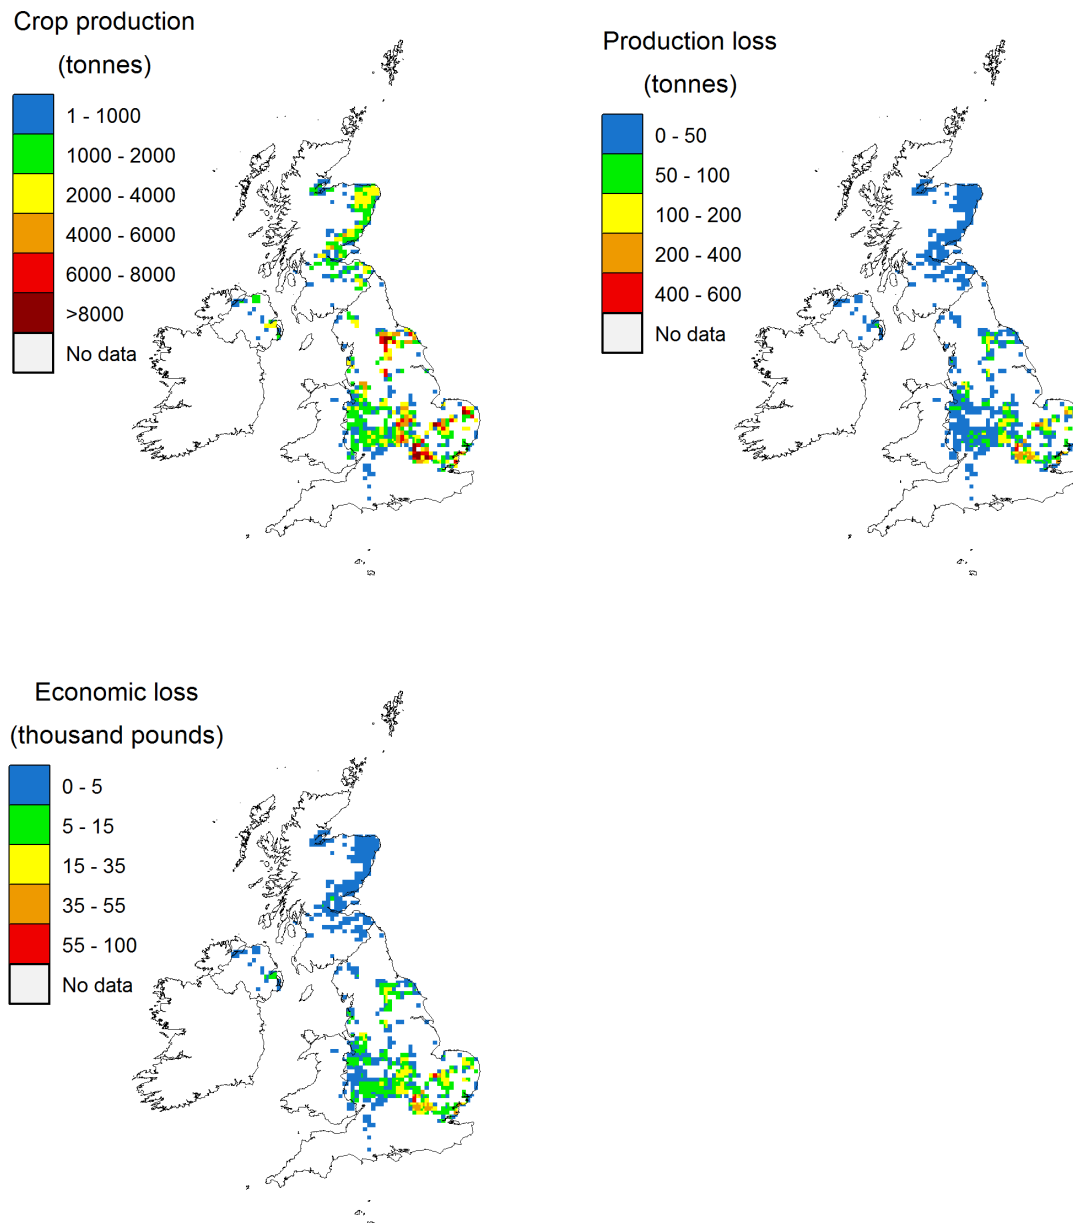 Crop production
(tonnes)
1 - 1000
1000 - 2000
2000 - 4000
4000 - 6000
6000 - 8000
>8000
No data
Production loss
(tonnes)
0 - 50
50 - 100
100 - 200
200 - 400
400 - 600
No data
Economic loss
(thousand pounds)
0 - 5
5 - 15
15 - 35
35 - 55
55 - 100
No data